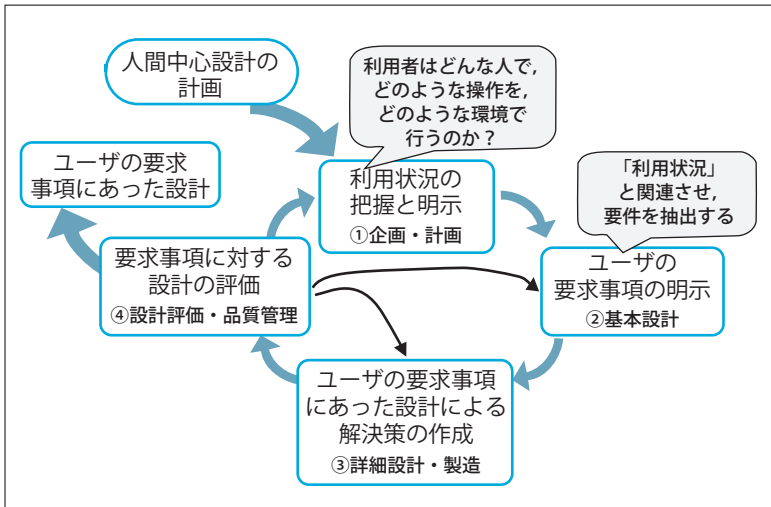 人間中心設計の
計画
利用者はどんな人で,
どのような操作を,
どのような環境で
行うのか？
ユーザの要求
事項にあった設計
利用状況の
把握と明示
①企画・計画
「利用状況」
と関連させ,
要件を抽出する
要求事項に対する
設計の評価
④設計評価・品質管理
ユーザの
要求事項の明示
②基本設計
ユーザの要求事項
にあった設計による
解決策の作成
③詳細設計・製造